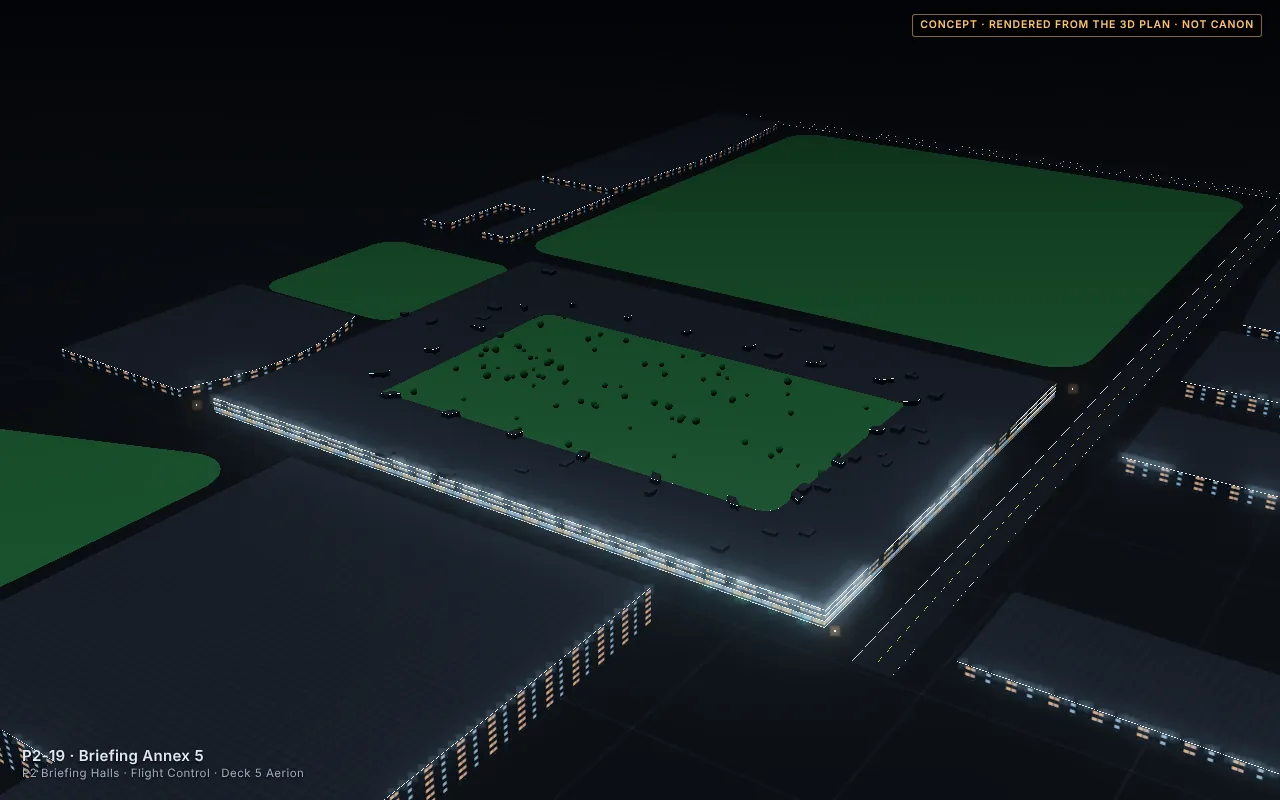 CONCEPT · RENDERED FROM THE 3D PLAN · NOT CANON
P2-19 · Briefing Annex 5
P2 Briefing Halls · Flight Control · Deck 5 Aerion